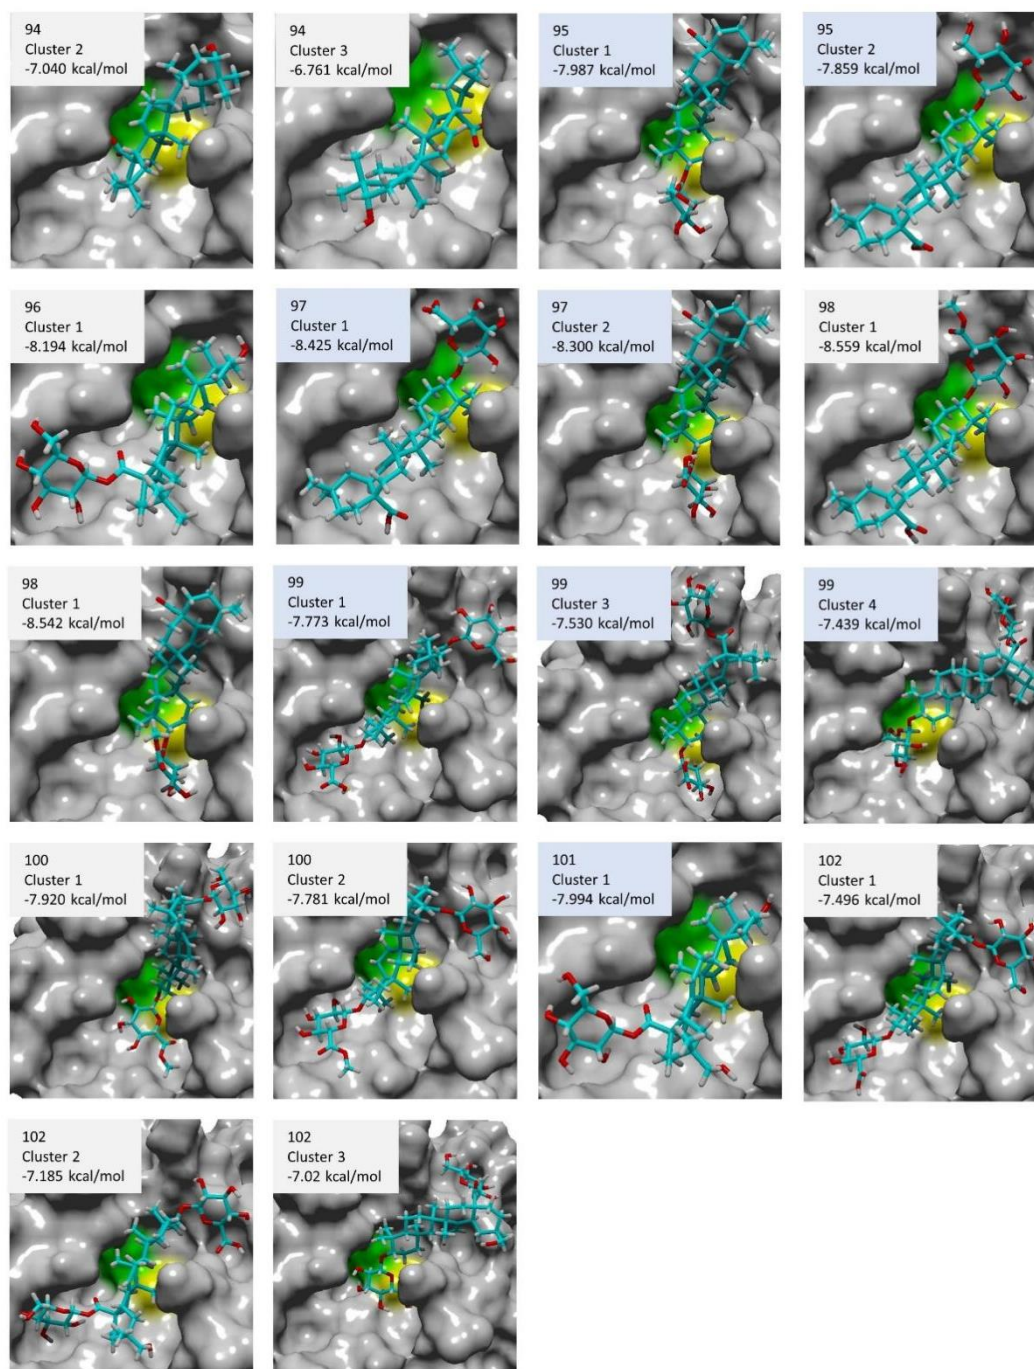 94
Cluster 2
-7.040 kcal/mol
94
Cluster 3
-6.761 kcal/mol
95
Cluster 1
-7.987 kcal/mol
95
Cluster 2
-7.859 kcal/mol
96
Cluster 1
-8.194 kcal/mol
97
Cluster 1
-8.425 kcal/mol
97
Cluster 2
-8.300 kcal/mol
98
Cluster 1
-8.559 kcal/mol
98
Cluster 1
-8.542 kcal/mol
99
Cluster 1
-7.773 kcal/mol
99
Cluster 3
-7.530 kcal/mol
99
Cluster 4
-7.439 kcal/mol
100
Cluster 1
-7.920 kcal/mol
100
Cluster 2
-7.781 kcal/mol
101
Cluster 1
-7.994 kcal/mol
102
Cluster 1
-7.496 kcal/mol
102
Cluster 2
-7.185 kcal/mol
102
Cluster 3
-7.02 kcal/mol